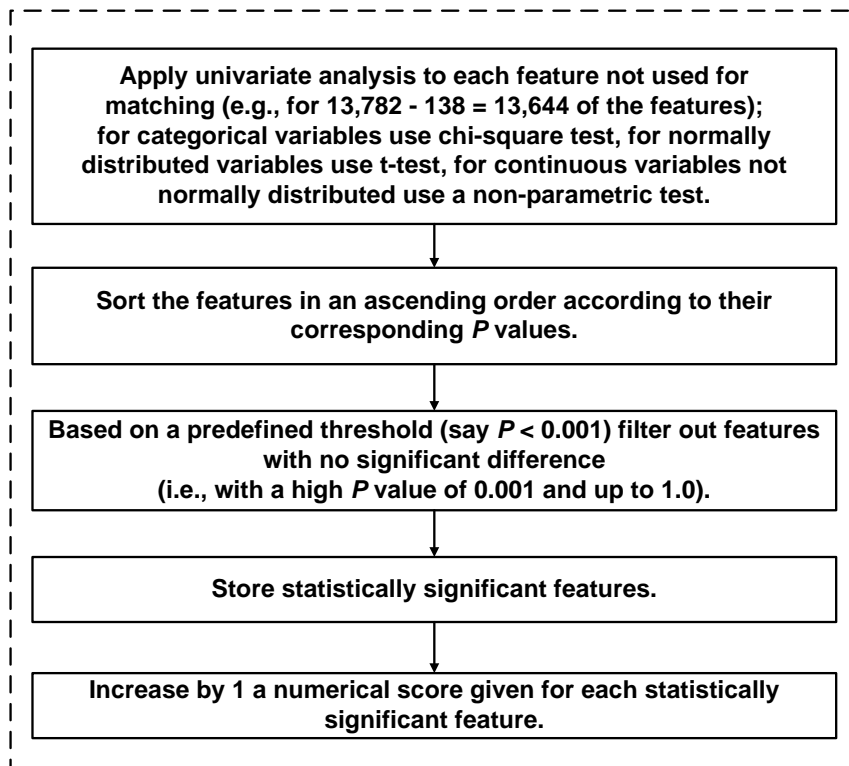 Apply univariate analysis to each feature not used for
matching (e.g., for 13,782 - 138 = 13,644 of the features);
for categorical variables use chi-square test, for normally
distributed variables use t-test, for continuous variables not
normally distributed use a non-parametric test.
Sort the features in an ascending order according to their
corresponding P values.
Based on a predefined threshold (say P < 0.001) filter out features
with no significant difference
(i.e., with a high P value of 0.001 and up to 1.0).
Store statistically significant features.
Increase by 1 a numerical score given for each statistically
significant feature.